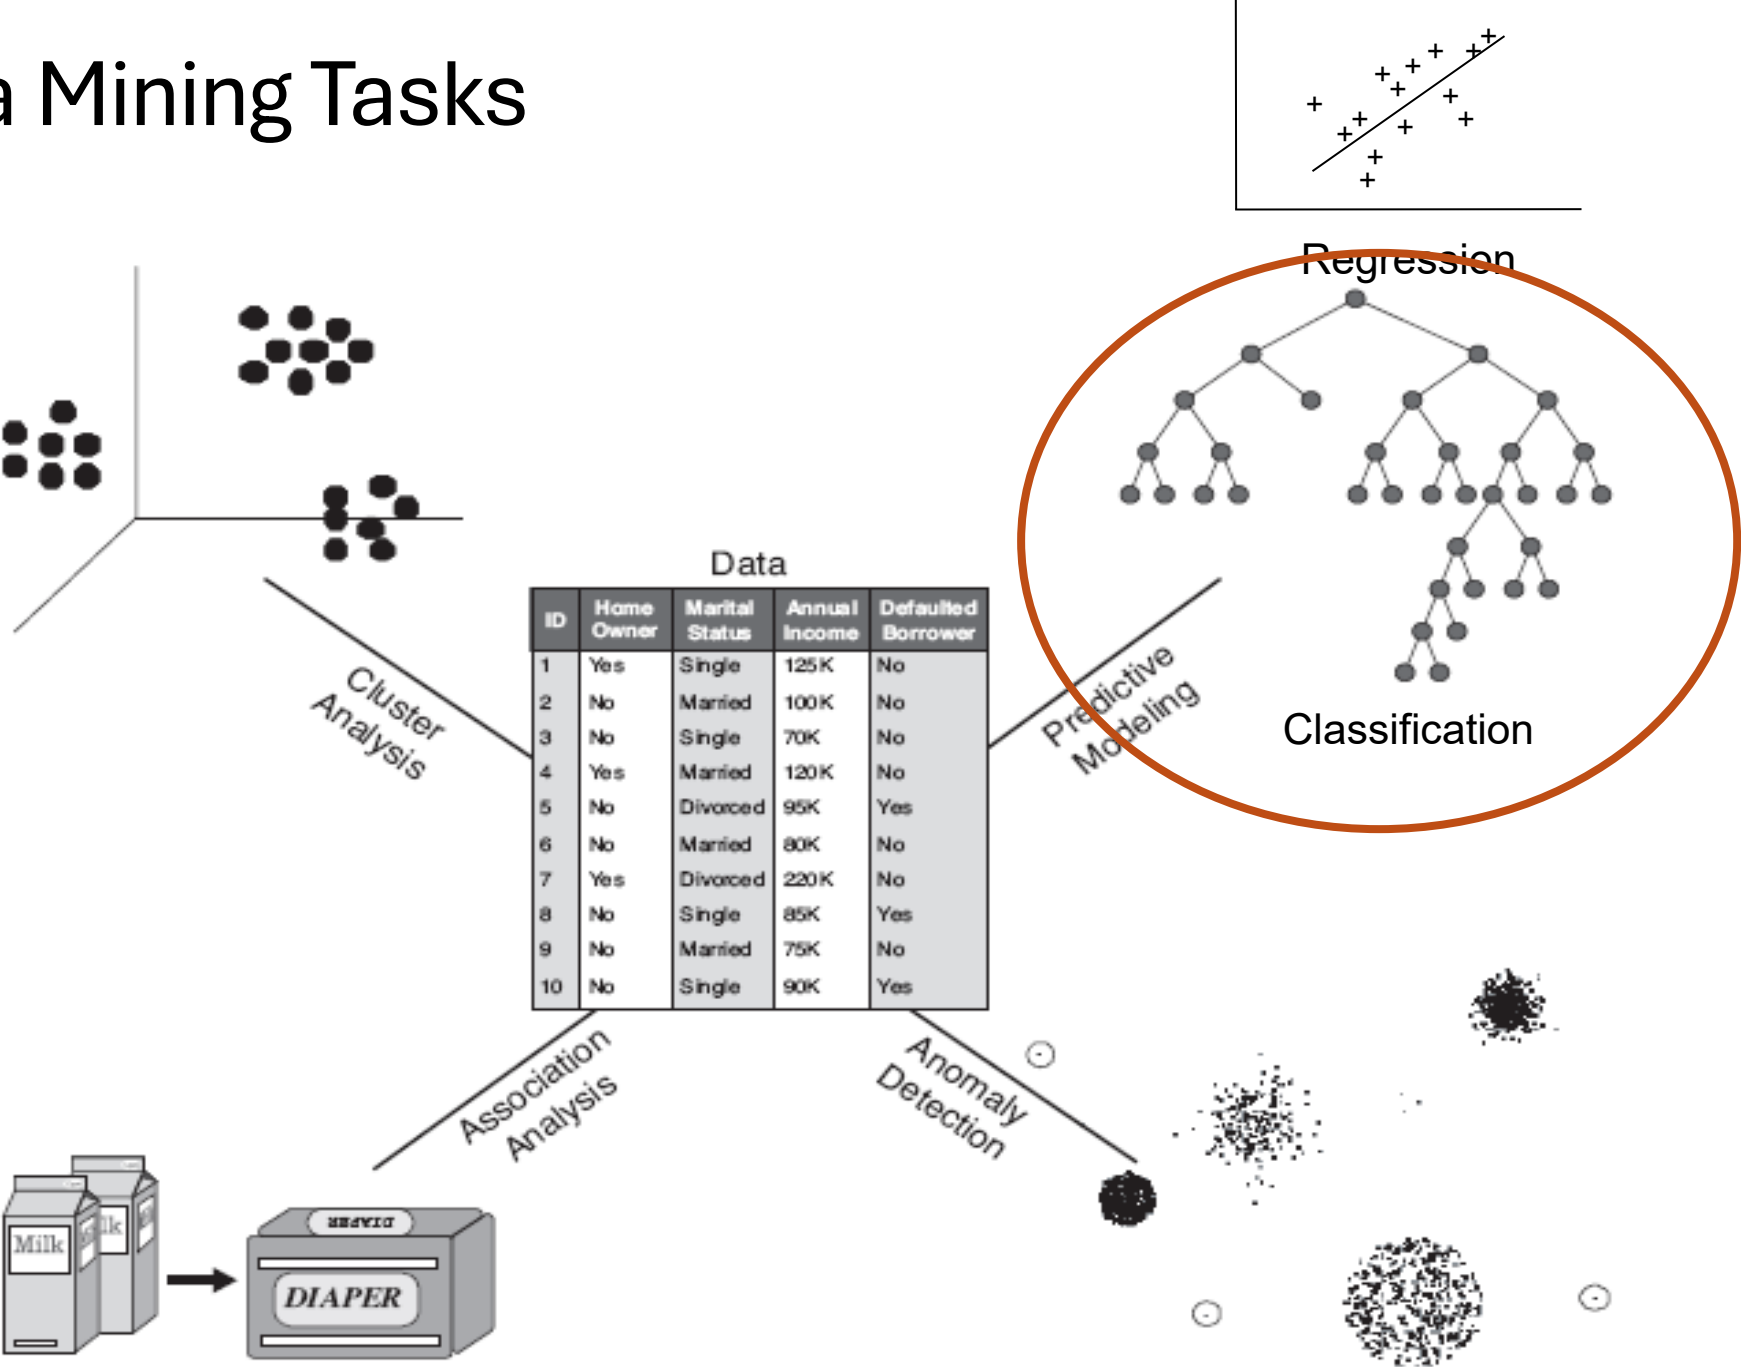 a Mining Tasks
Regression
Data
ID Home Owner Marital Status Annual Income Defaulted Borrower
1 Yes Single 125K No
2 No Married 100K No
3 No Single 70K No
4 Yes Married 120K No
5 No Divorced 95K Yes
6 No Married 80K No
7 Yes Divorced 220K No
8 No Single 85K Yes
9 No Married 75K No
10 No Single 90K Yes
Cluster
Analysis
Predictive
Modeling
Classification
Association
Analysis
Anomaly
Detection
Milk
lk
DIAPER
DIAPER